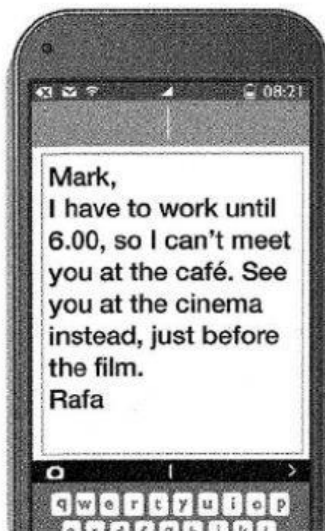 08:21
Mark,
I have to work until
6.00, so I can't meet
you at the café. See
you at the cinema
instead, just before
the film.
Rafa
q w e r t y u i o p